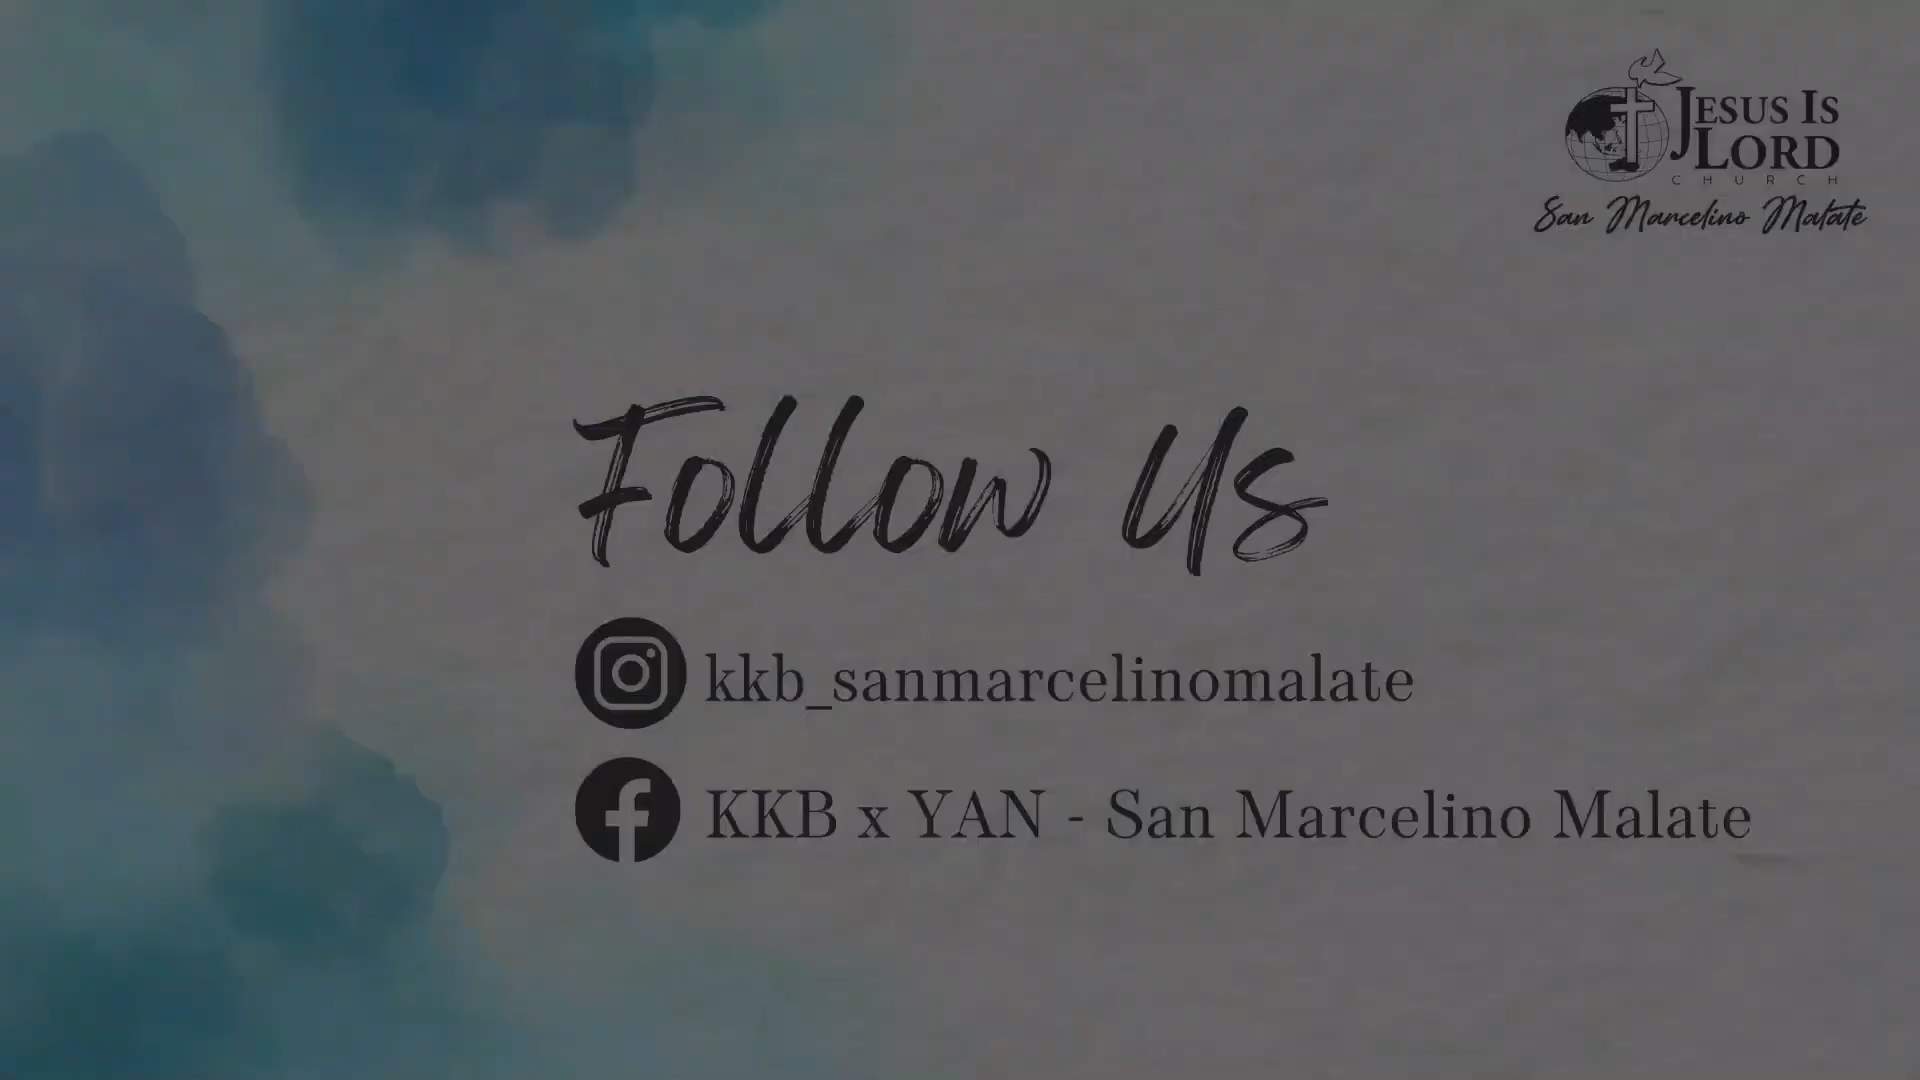 JESUS IS
LORD
CHURCH
San Marcelino Malate
Follow Us
kkb_sanmarcelinomalate
KKB x YAN - San Marcelino Malate